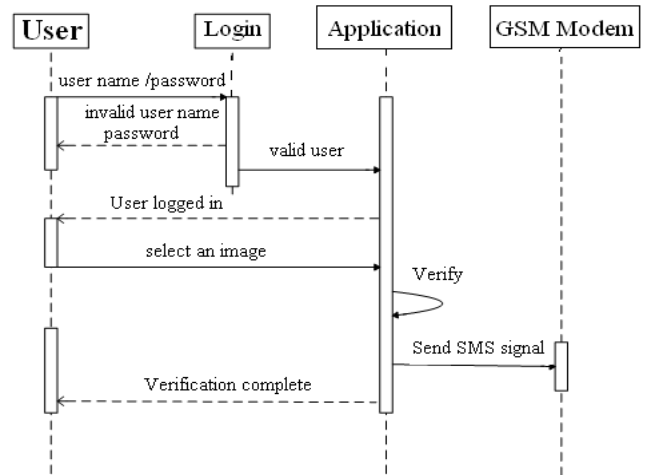 User
Login
Application
GSM Modem
user name /password
invalid user name
password
valid user
User logged in
select an image
Verify
Send SMS signal
Verification complete